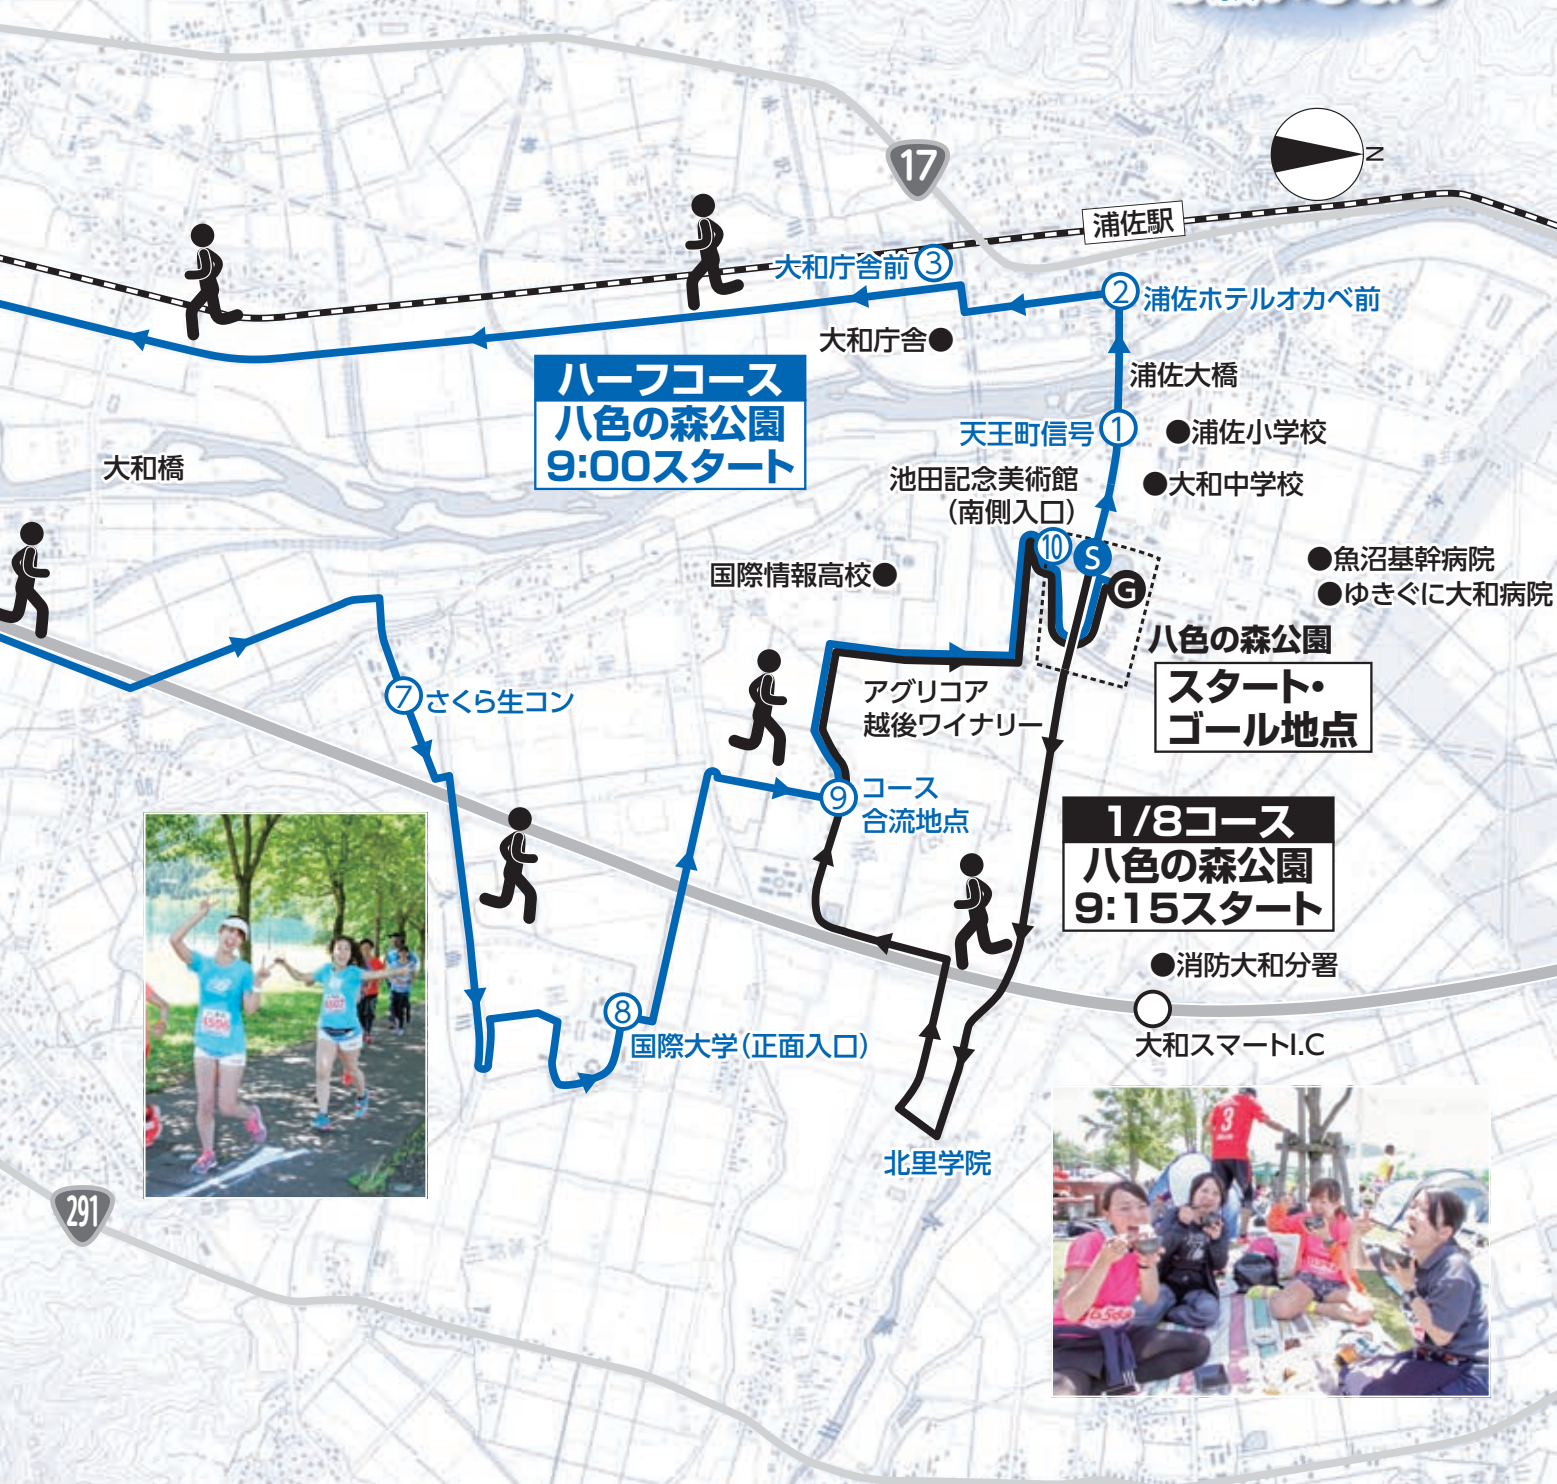 17
N
浦佐駅
大和庁舎前 ③
② 浦佐ホテルオカベ前
大和庁舎●
浦佐大橋
ハーフコース
八色の森公園
9:00スタート
天王町信号 ①
●浦佐小学校
大和橋
池田記念美術館
（南側入口）
●大和中学校
⑩
S
G
国際情報高校●
●魚沼基幹病院
●ゆきぐに大和病院
八色の森公園
スタート・
ゴール地点
⑦ さくら生コン
アグリコア
越後ワイナリー
⑨ コース
合流地点
1/8コース
八色の森公園
9:15スタート
●消防大和分署
大和スマートI.C
⑧
国際大学（正面入口）
北里学院
291
3